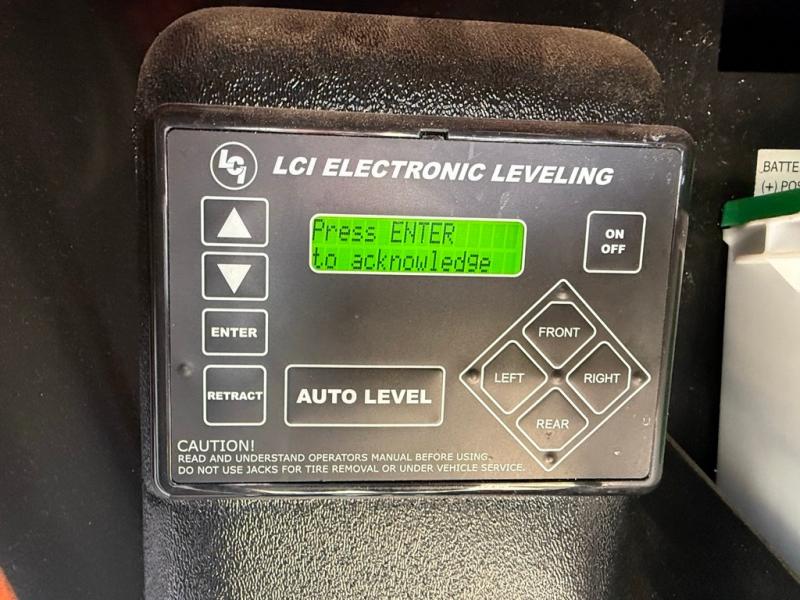 LCI LCI ELECTRONIC LEVELING
BATTE
(+) POS
ON
OFF
Press ENTER
to acknowledge
ENTER
RETRACT
AUTO LEVEL
FRONT
LEFT
RIGHT
REAR
CAUTION!
READ AND UNDERSTAND OPERATORS MANUAL BEFORE USING.
DO NOT USE JACKS FOR TIRE REMOVAL OR UNDER VEHICLE SERVICE.